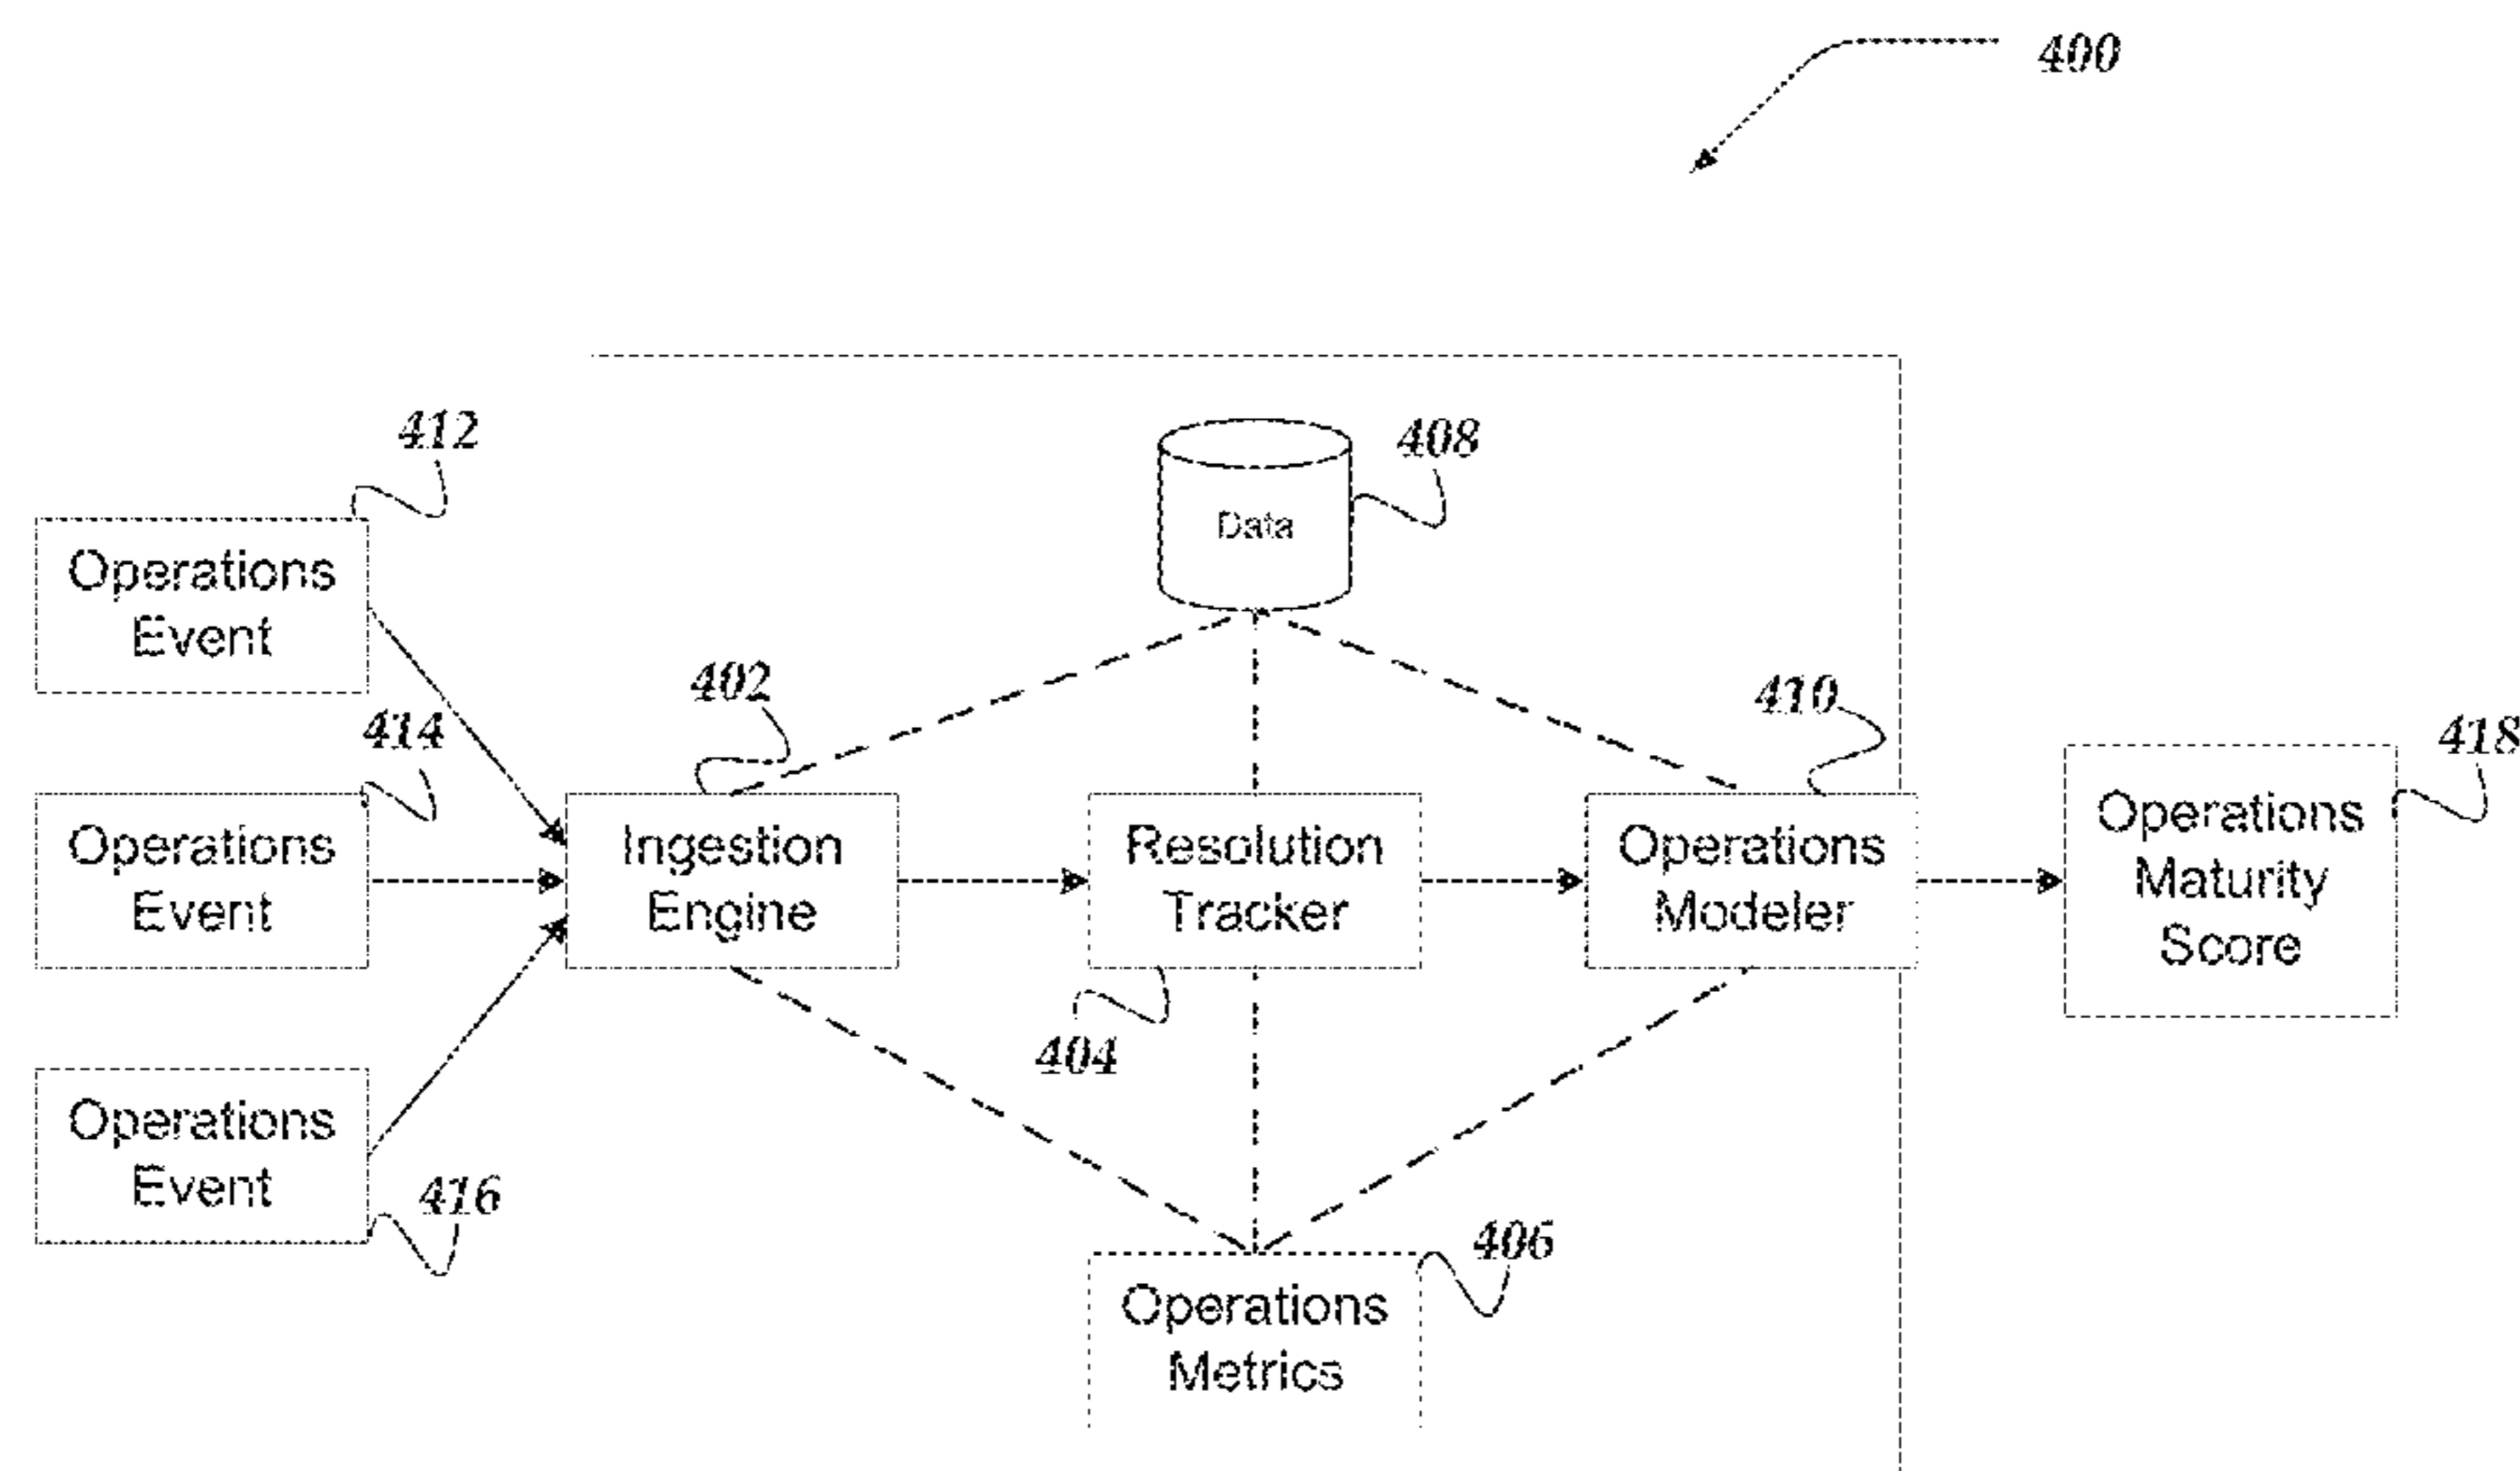 400
412
408
Data
Operations
Event
402
410
414
418
Operations
Event
Ingestion
Engine
Resolution
Tracker
Operations
Modeler
Operations
Maturity
Score
404
Operations
Event
416
406
Operations
Metrics